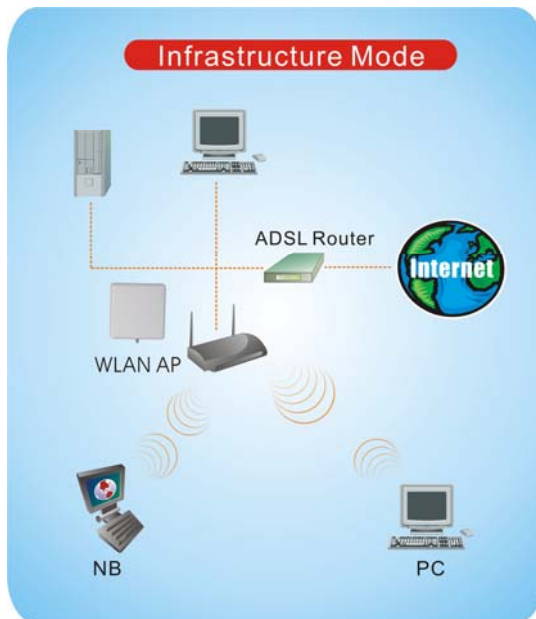 Infrastructure Mode
ADSL Router
Internet
WLAN AP
NB
PC